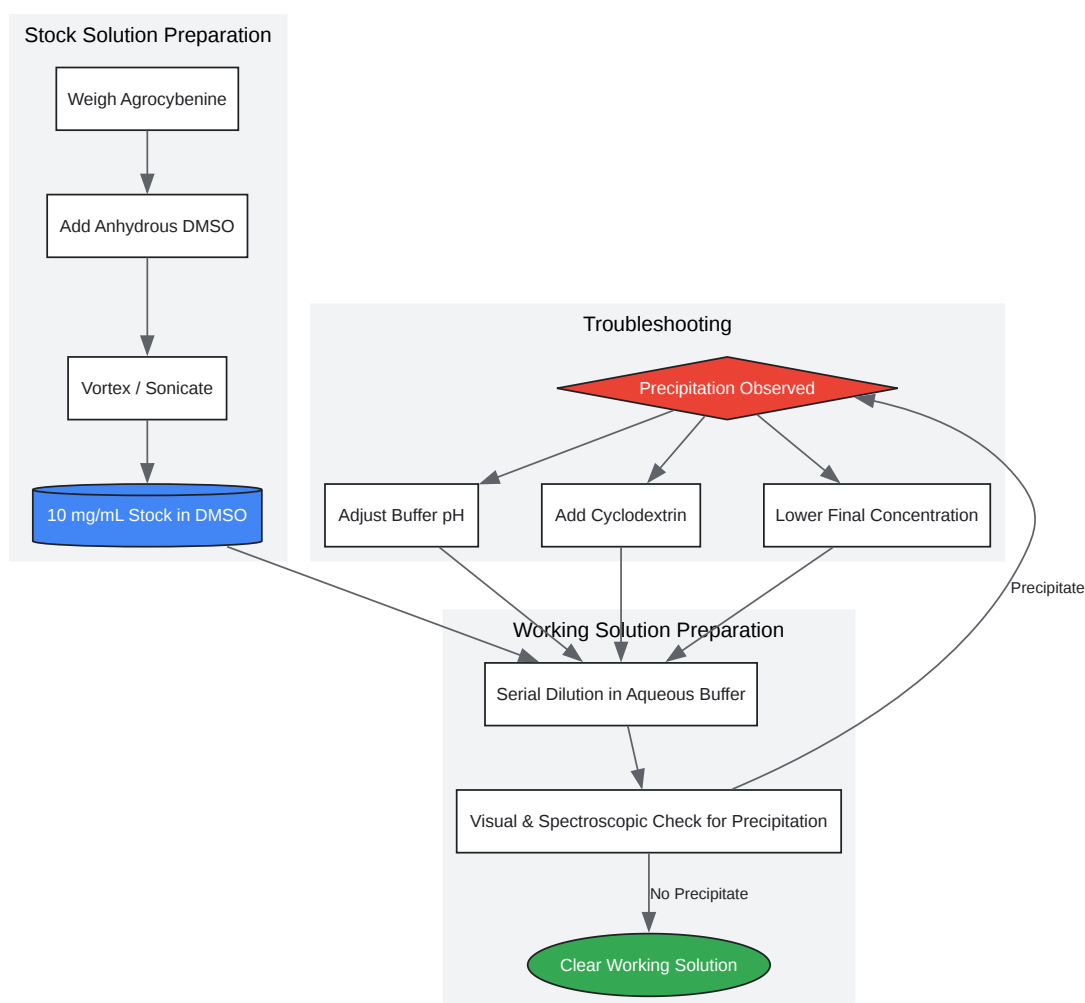 Stock Solution Preparation
Weigh Agrocybenine
Add Anhydrous DMSO
Vortex / Sonicate
10 mg/mL Stock in DMSO
Troubleshooting
Precipitation Observed
Adjust Buffer pH
Add Cyclodextrin
Lower Final Concentration
Precipitate
Working Solution Preparation
Serial Dilution in Aqueous Buffer
Visual & Spectroscopic Check for Precipitation
No Precipitate
Clear Working Solution